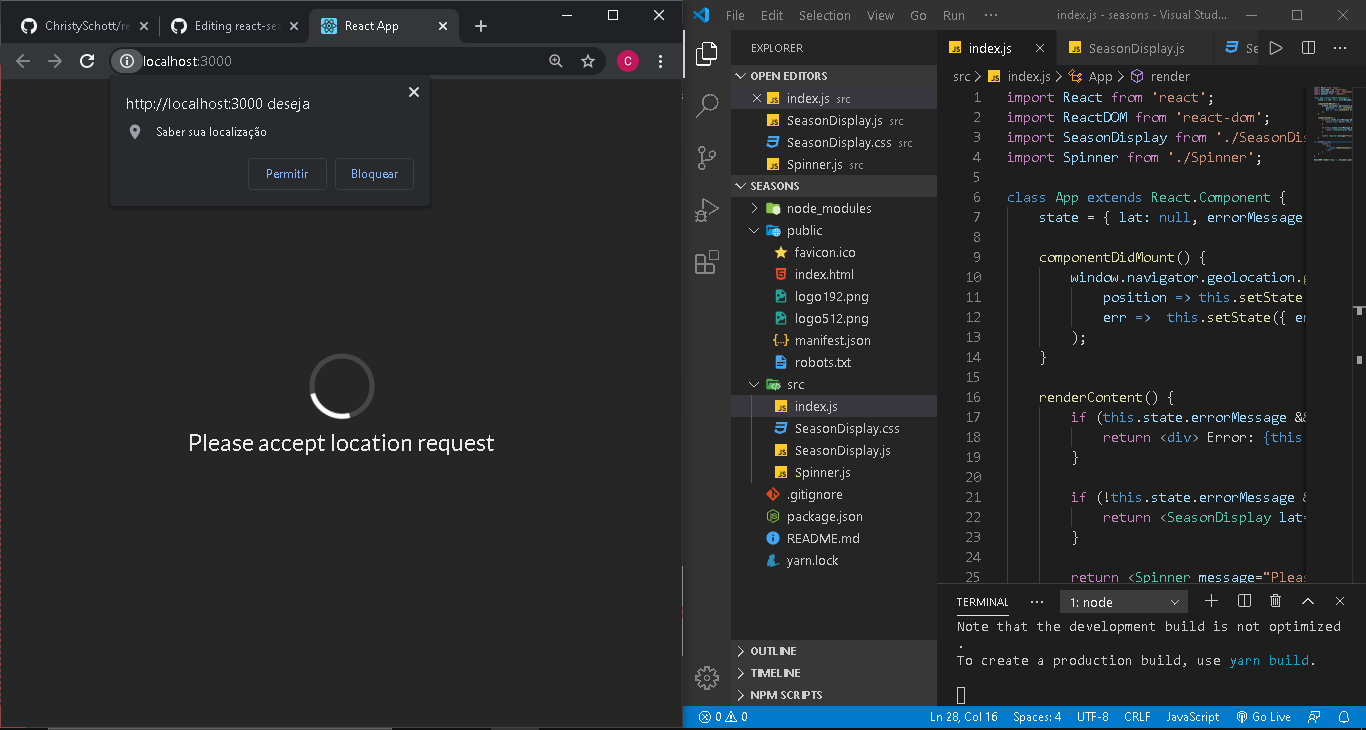 ChristySchott/re
Editing react-sea
React App
localhost:3000
C
http://localhost:3000 deseja
Saber sua localização
Permitir
Bloquear
Please accept location request
File Edit Selection View Go Run ··· index.js - seasons - Visual Stud...
EXPLORER
OPEN EDITORS
index.js src
SeasonDisplay.js src
SeasonDisplay.css src
Spinner.js src
SEASONS
node_modules
public
favicon.ico
index.html
logo192.png
logo512.png
manifest.json
robots.txt
src
index.js
SeasonDisplay.css
SeasonDisplay.js
Spinner.js
.gitignore
package.json
README.md
yarn.lock
OUTLINE
TIMELINE
NPM SCRIPTS
index.js
SeasonDisplay.js
Se
src > index.js > App > render
1 import React from 'react';
2 import ReactDOM from 'react-dom';
3 import SeasonDisplay from './SeasonDis
4 import Spinner from './Spinner';
5
6 class App extends React.Component {
7 state = { lat: null, errorMessage
8
9 componentDidMount() {
10 window.navigator.geolocation.g
11 position => this.setState
12 err => this.setState({ er
13 );
14 }
15
16 renderContent() {
17 if (this.state.errorMessage &&
18 return <div> Error: {this
19 }
20
21 if (!this.state.errorMessage &
22 return <SeasonDisplay lat=
23 }
24
25 return <Spinner message="Pleas
TERMINAL ··· 1: node
Note that the development build is not optimized
.
To create a production build, use yarn build.
0 0 Ln 28, Col 16 Spaces: 4 UTF-8 CRLF JavaScript Go Live